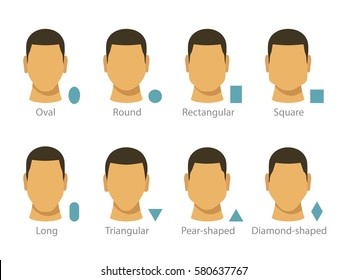 Oval Round Rectangular Square
Long Triangular Pear-shaped Diamond-shaped
shutterstock.com · 580637767